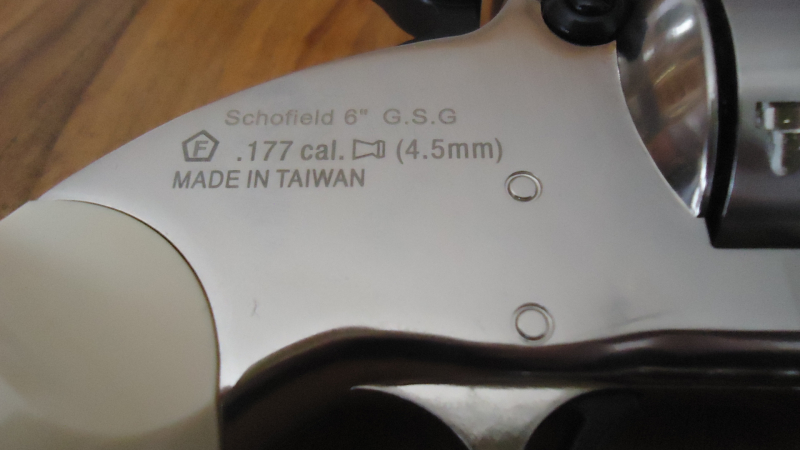 Schofield 6" G.S.G
F .177 cal. (4.5mm)
MADE IN TAIWAN